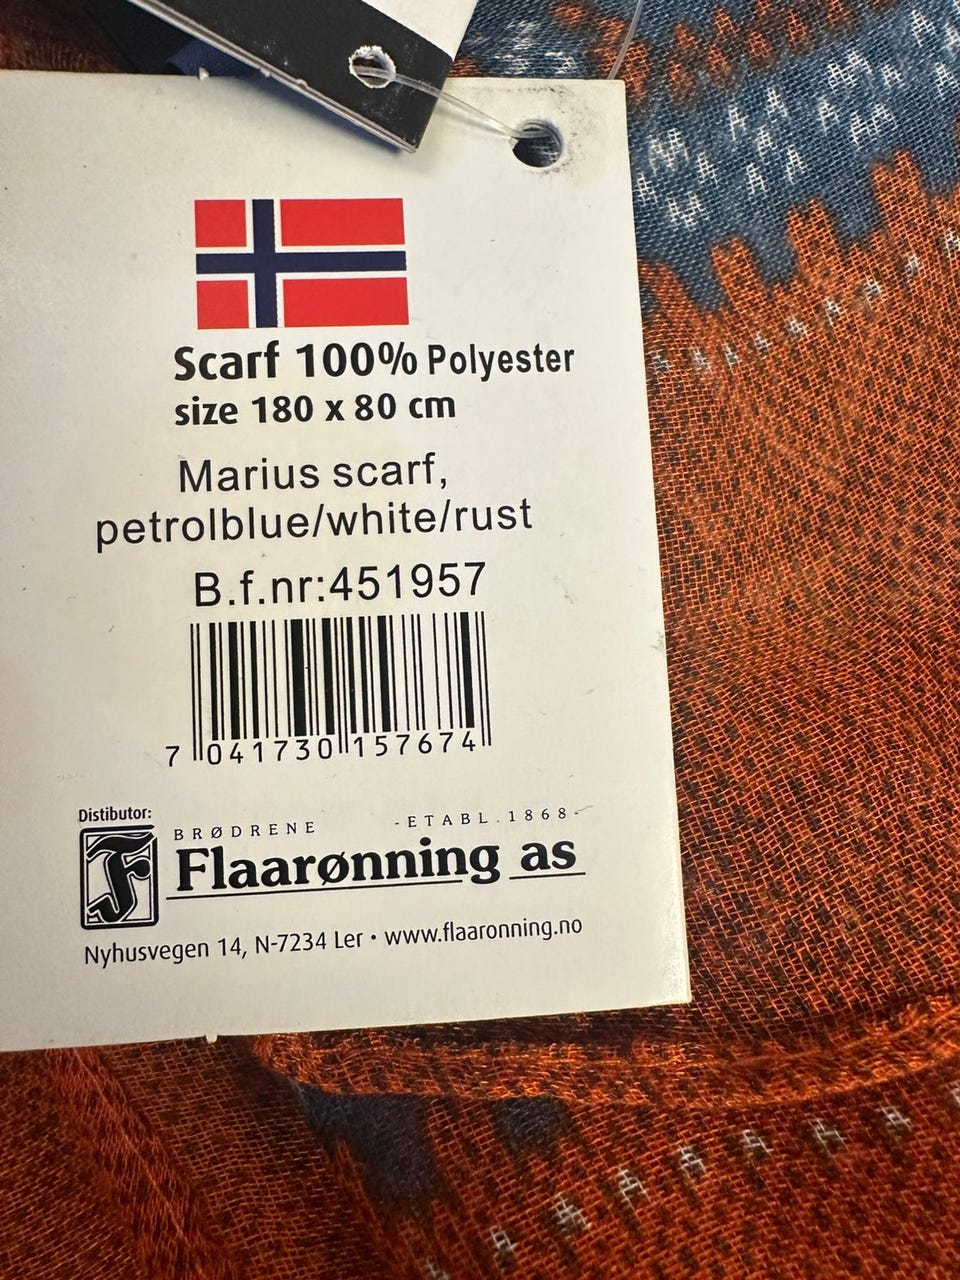 Scarf 100% Polyester
size 180 x 80 cm
Marius scarf,
petrolblue/white/rust
B.f.nr:451957
7 041730 157674
Distibutor:
BRØDRENE -ETABL.1868-
Flaarønning as
Nyhusvegen 14, N-7234 Ler • www.flaaronning.no